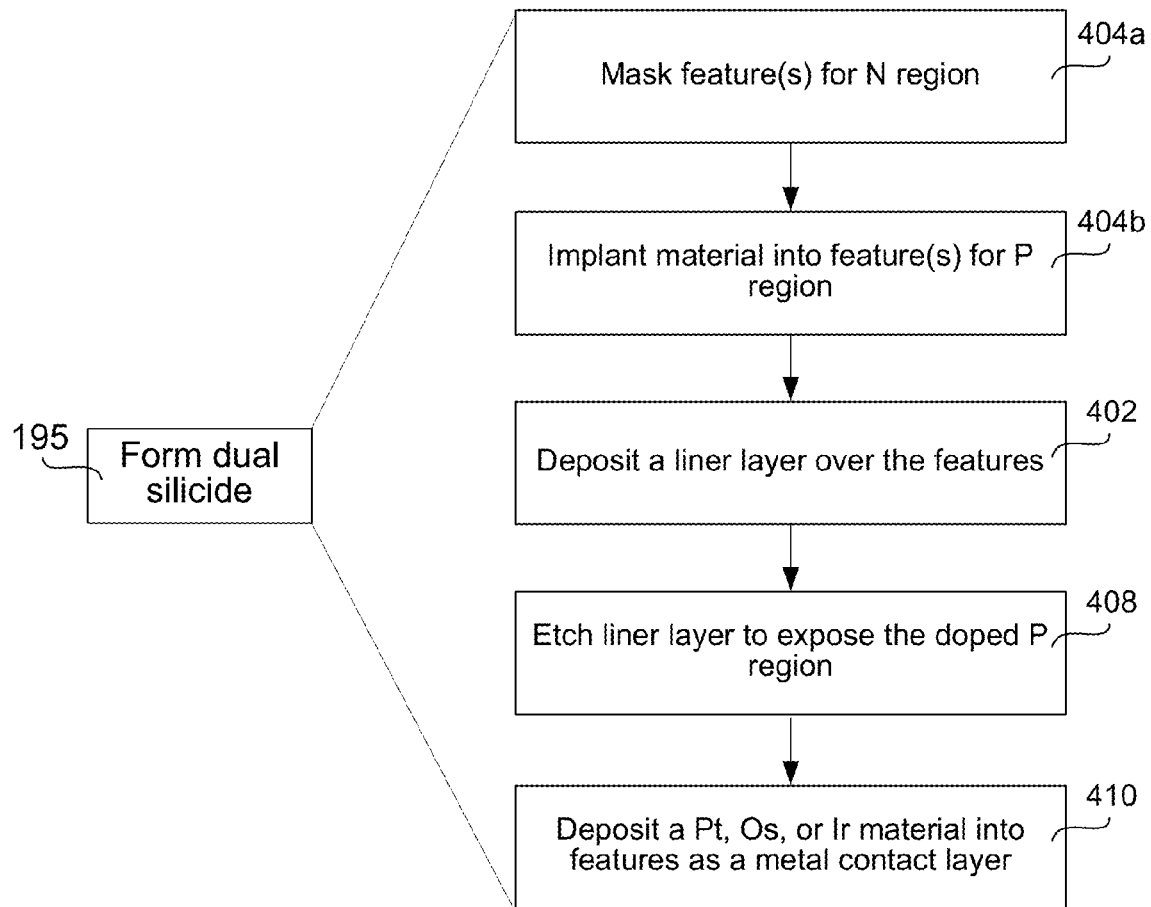 404a
Mask feature(s) for N region
404b
Implant material into feature(s) for P
region
402
Deposit a liner layer over the features
195
Form dual
silicide
408
Etch liner layer to expose the doped P
region
410
Deposit a Pt, Os, or Ir material into
features as a metal contact layer